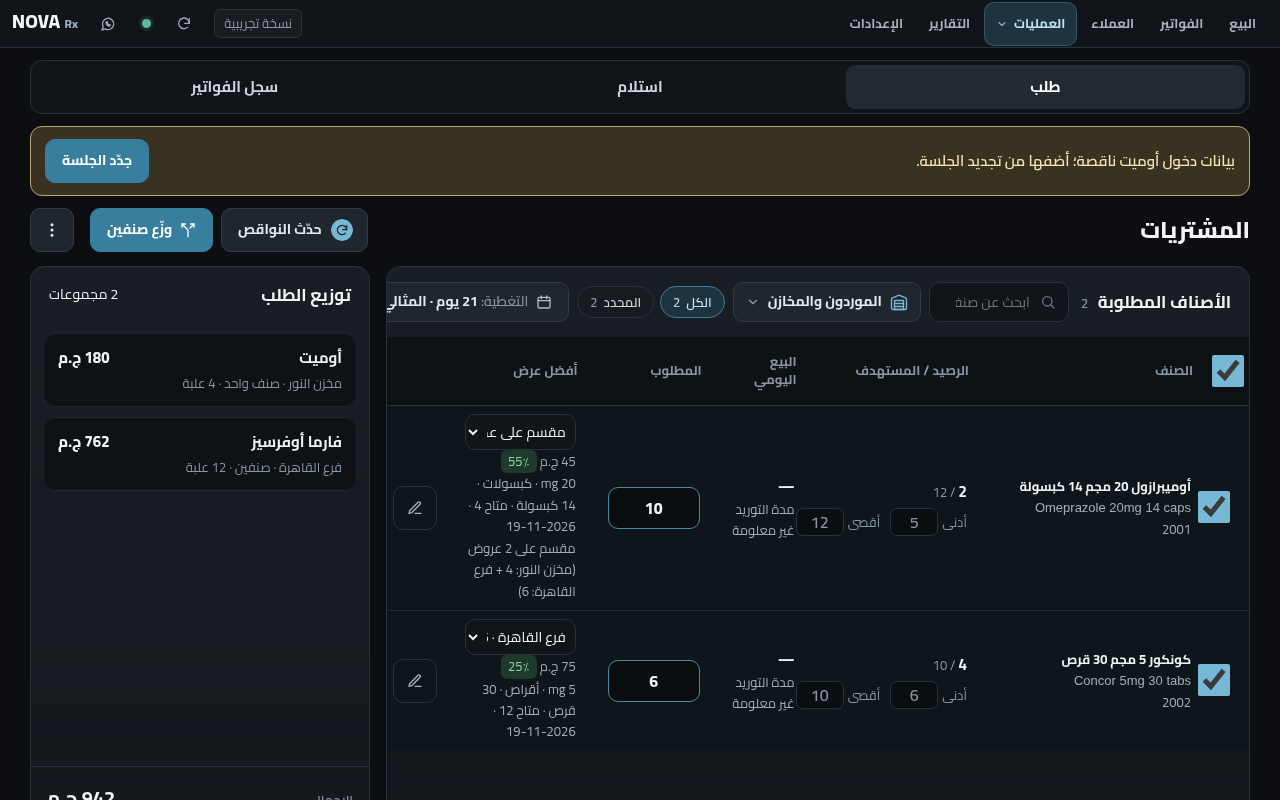 البيع
الفواتير
العملاء
العمليات
التقارير
الإعدادات
نسخة تجريبية
NOVA Rx
طلب
استلام
سجل الفواتير
بيانات دخول أوميت ناقصة؛ أضفها من تجديد الجلسة.
جدّد الجلسة
المشتريات
حدّث النواقص
وزّع صنفين
الأصناف المطلوبة 2
ابحث عن صنف
الموردون والمخازن
الكل 2
المحدد 2
التغطية: 21 يوم · المثالي
الصنف
الرصيد / المستهدف
البيع اليومي
المطلوب
أفضل عرض
أوميبرازول 20 مجم 14 كبسولة
Omeprazole 20mg 14 caps
2001
2 / 12
أدنى 5 أقصى 12
—
مدة التوريد
غير معلومة
10
مقسم على
45 ج.م 55٪
20 mg · كبسولات ·
14 كبسولة · متاح 4 ·
19-11-2026
مقسم على 2 عروض
(مخزن النور: 4 + فرع
القاهرة: 6)
كونكور 5 مجم 30 قرص
Concor 5mg 30 tabs
2002
4 / 10
أدنى 6 أقصى 10
—
مدة التوريد
غير معلومة
6
فرع القاهرة ·
75 ج.م 25٪
5 mg · أقراص · 30
قرص · متاح 12 ·
19-11-2026
توزيع الطلب
2 مجموعات
أوميت
180 ج.م
مخزن النور · صنف واحد · 4 علبة
فارما أوفرسيز
762 ج.م
فرع القاهرة · صنفين · 12 علبة
الإجمالي
942 ج.م